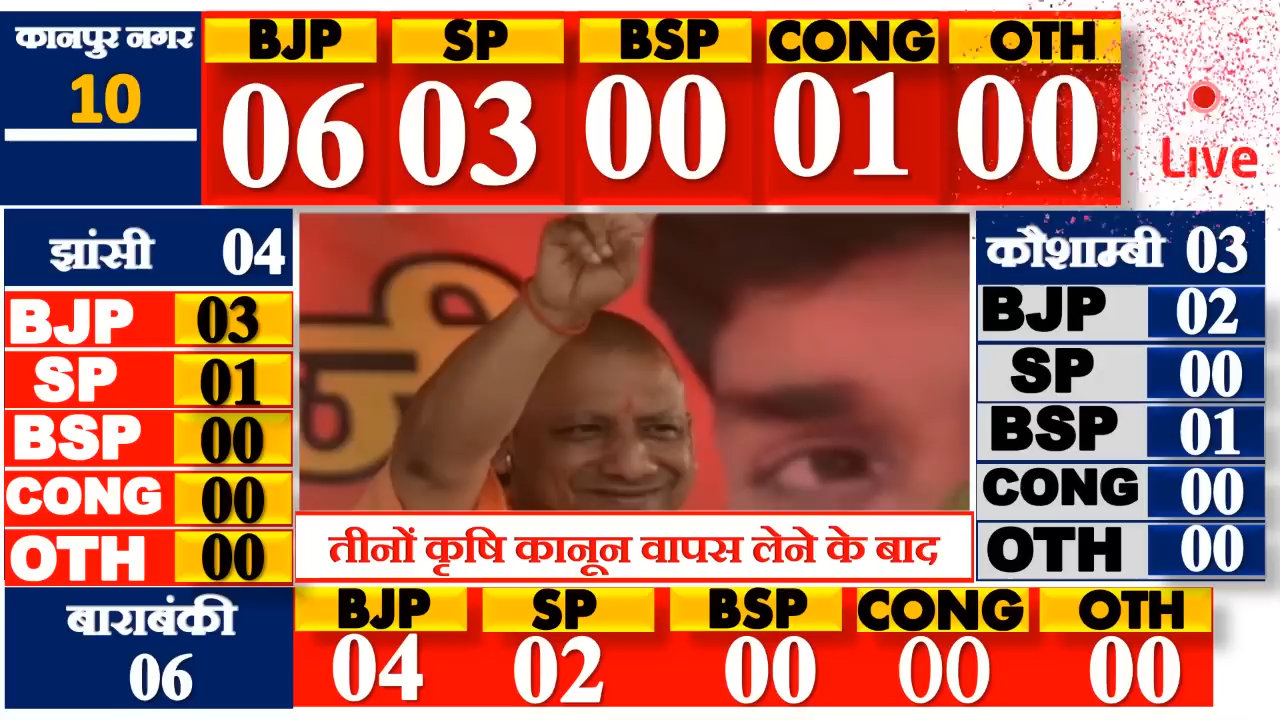 कानपुर नगर
10
BJP SP BSP CONG OTH
06 03 00 01 00
Live
झांसी 04
BJP 03
SP 01
BSP 00
CONG 00
OTH 00
कौशाम्बी 03
BJP 02
SP 00
BSP 01
CONG 00
OTH 00
तीनों कृषि कानून वापस लेने के बाद
बाराबंकी
06
BJP SP BSP CONG OTH
04 02 00 00 00